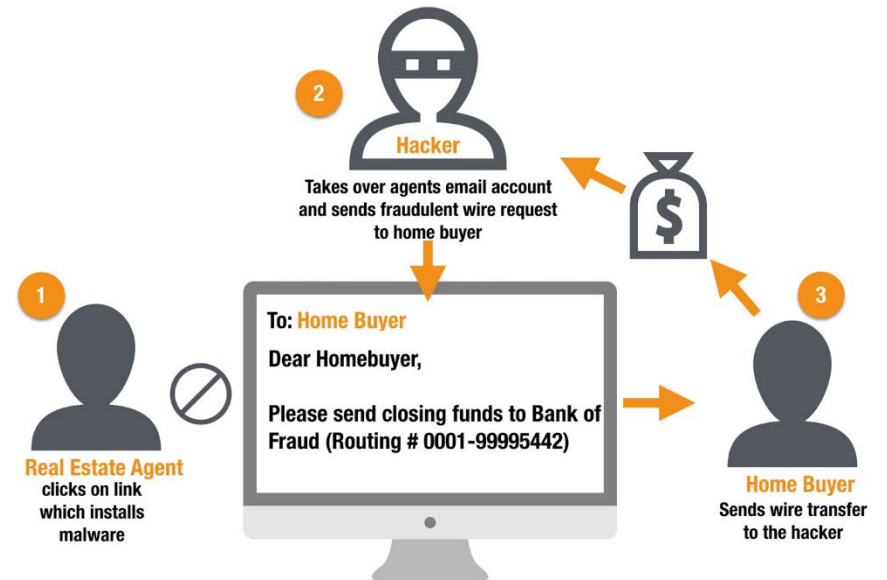 2
Hacker
Takes over agents email account
and sends fraudulent wire request
to home buyer
$
1
Real Estate Agent
clicks on link
which installs
malware
To: Home Buyer
Dear Homebuyer,
Please send closing funds to Bank of
Fraud (Routing # 0001-99995442)
3
Home Buyer
Sends wire transfer
to the hacker